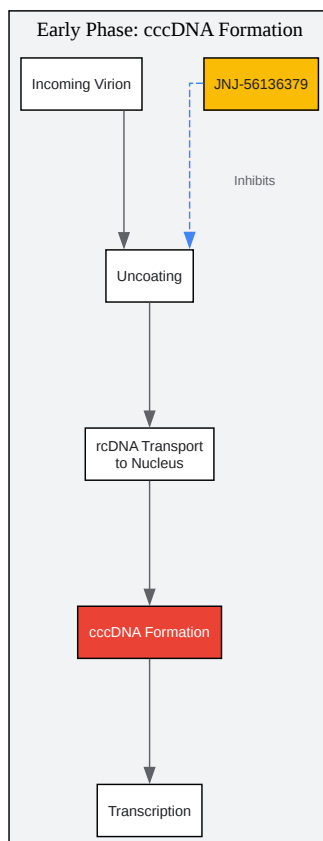 Early Phase: cccDNA Formation
Incoming Virion
JNJ-56136379
Inhibits
Uncoating
rcDNA Transport
to Nucleus
cccDNA Formation
Transcription